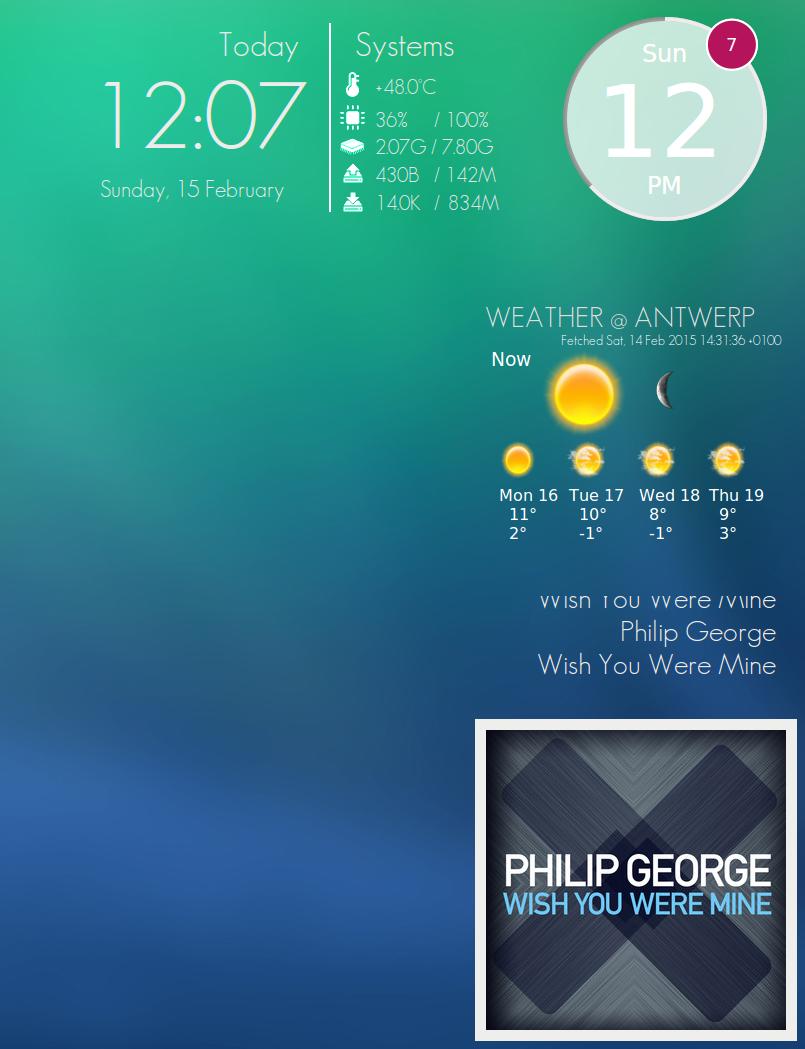 Today
12:07
Sunday, 15 February
Systems
+48.0°C
36% / 100%
2.07G / 7.80G
430B / 142M
14.0K / 834M
Sun
7
12
PM
WEATHER @ ANTWERP
Fetched Sat, 14 Feb 2015 14:31:36 +0100
Now
Mon 16 Tue 17 Wed 18 Thu 19
11° 10° 8° 9°
2° -1° -1° 3°
Wish You Were Mine
Philip George
Wish You Were Mine
PHILIP GEORGE
WISH YOU WERE MINE